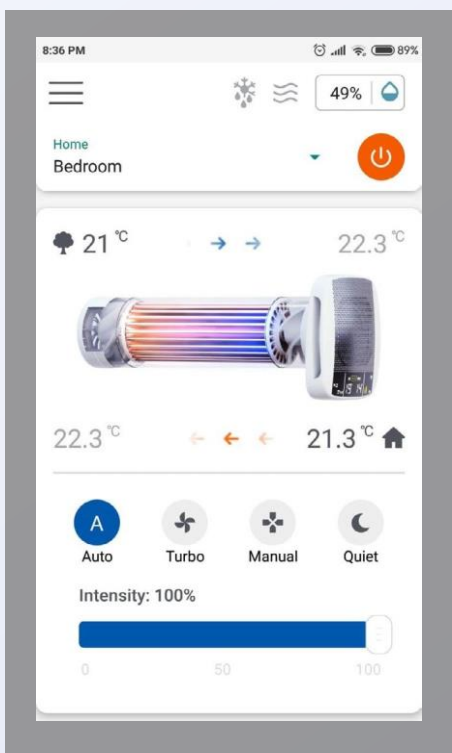 8:36 PM 89%
49%
Home
Bedroom
21 °C 22.3 °C
22.3 °C 21.3 °C
A
Auto Turbo Manual Quiet
Intensity: 100%
0 50 100